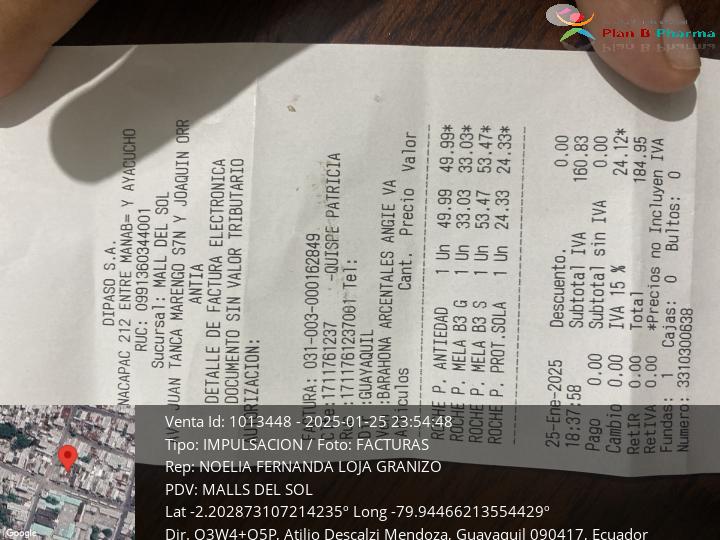 Plan B Pharma
DIPASO S.A.
NACAPAC 212 ENTRE MANAB= Y AYACUCHO
RUC: 0991360344001
Sucursal: MALL DEL SOL
JUAN TANCA MARENGO S7N Y JOAQUIN ORR
ANTIA
DETALLE DE FACTURA ELECTRONICA
DOCUMENTO SIN VALOR TRIBUTARIO
AUTORIZACION:
FACTURA: 031-003-000162849
1711761237 -QUISPE PATRICIA
1711761237001 Tel:
GUAYAQUIL
BARAHONA ARCENTALES ANGIE VA
Articulos Cant. Precio Valor
ROCHE P. ANTIEDAD 1 Un 49.99 49.99*
ROCHE P. MELA B3 G 1 Un 33.03 33.03*
ROCHE P. MELA B3 S 1 Un 53.47 53.47*
ROCHE P. PROT.SOLA 1 Un 24.33 24.33*
25-Ene-2025 Descuento. 0.00
18:37:58 Subtotal IVA 160.83
Pago 0.00 Subtotal sin IVA 0.00
Cambio 0.00 IVA 15 % 24.12*
RetIR 0.00 Total 184.95
RetIVA 0.00 *Precios no Incluyen IVA
Fundas: 1 Cajas: 0 Bultos: 0
Numero: 3310300638
Venta Id: 1013448 - 2025-01-25 23:54:48
Tipo: IMPULSACION / Foto: FACTURAS
Rep: NOELIA FERNANDA LOJA GRANIZO
PDV: MALLS DEL SOL
Lat -2.202873107214235º Long -79.94466213554429º
Dir. Q3W4+Q5P, Atilio Descalzi Mendoza, Guayaquil 090417, Ecuador
Google